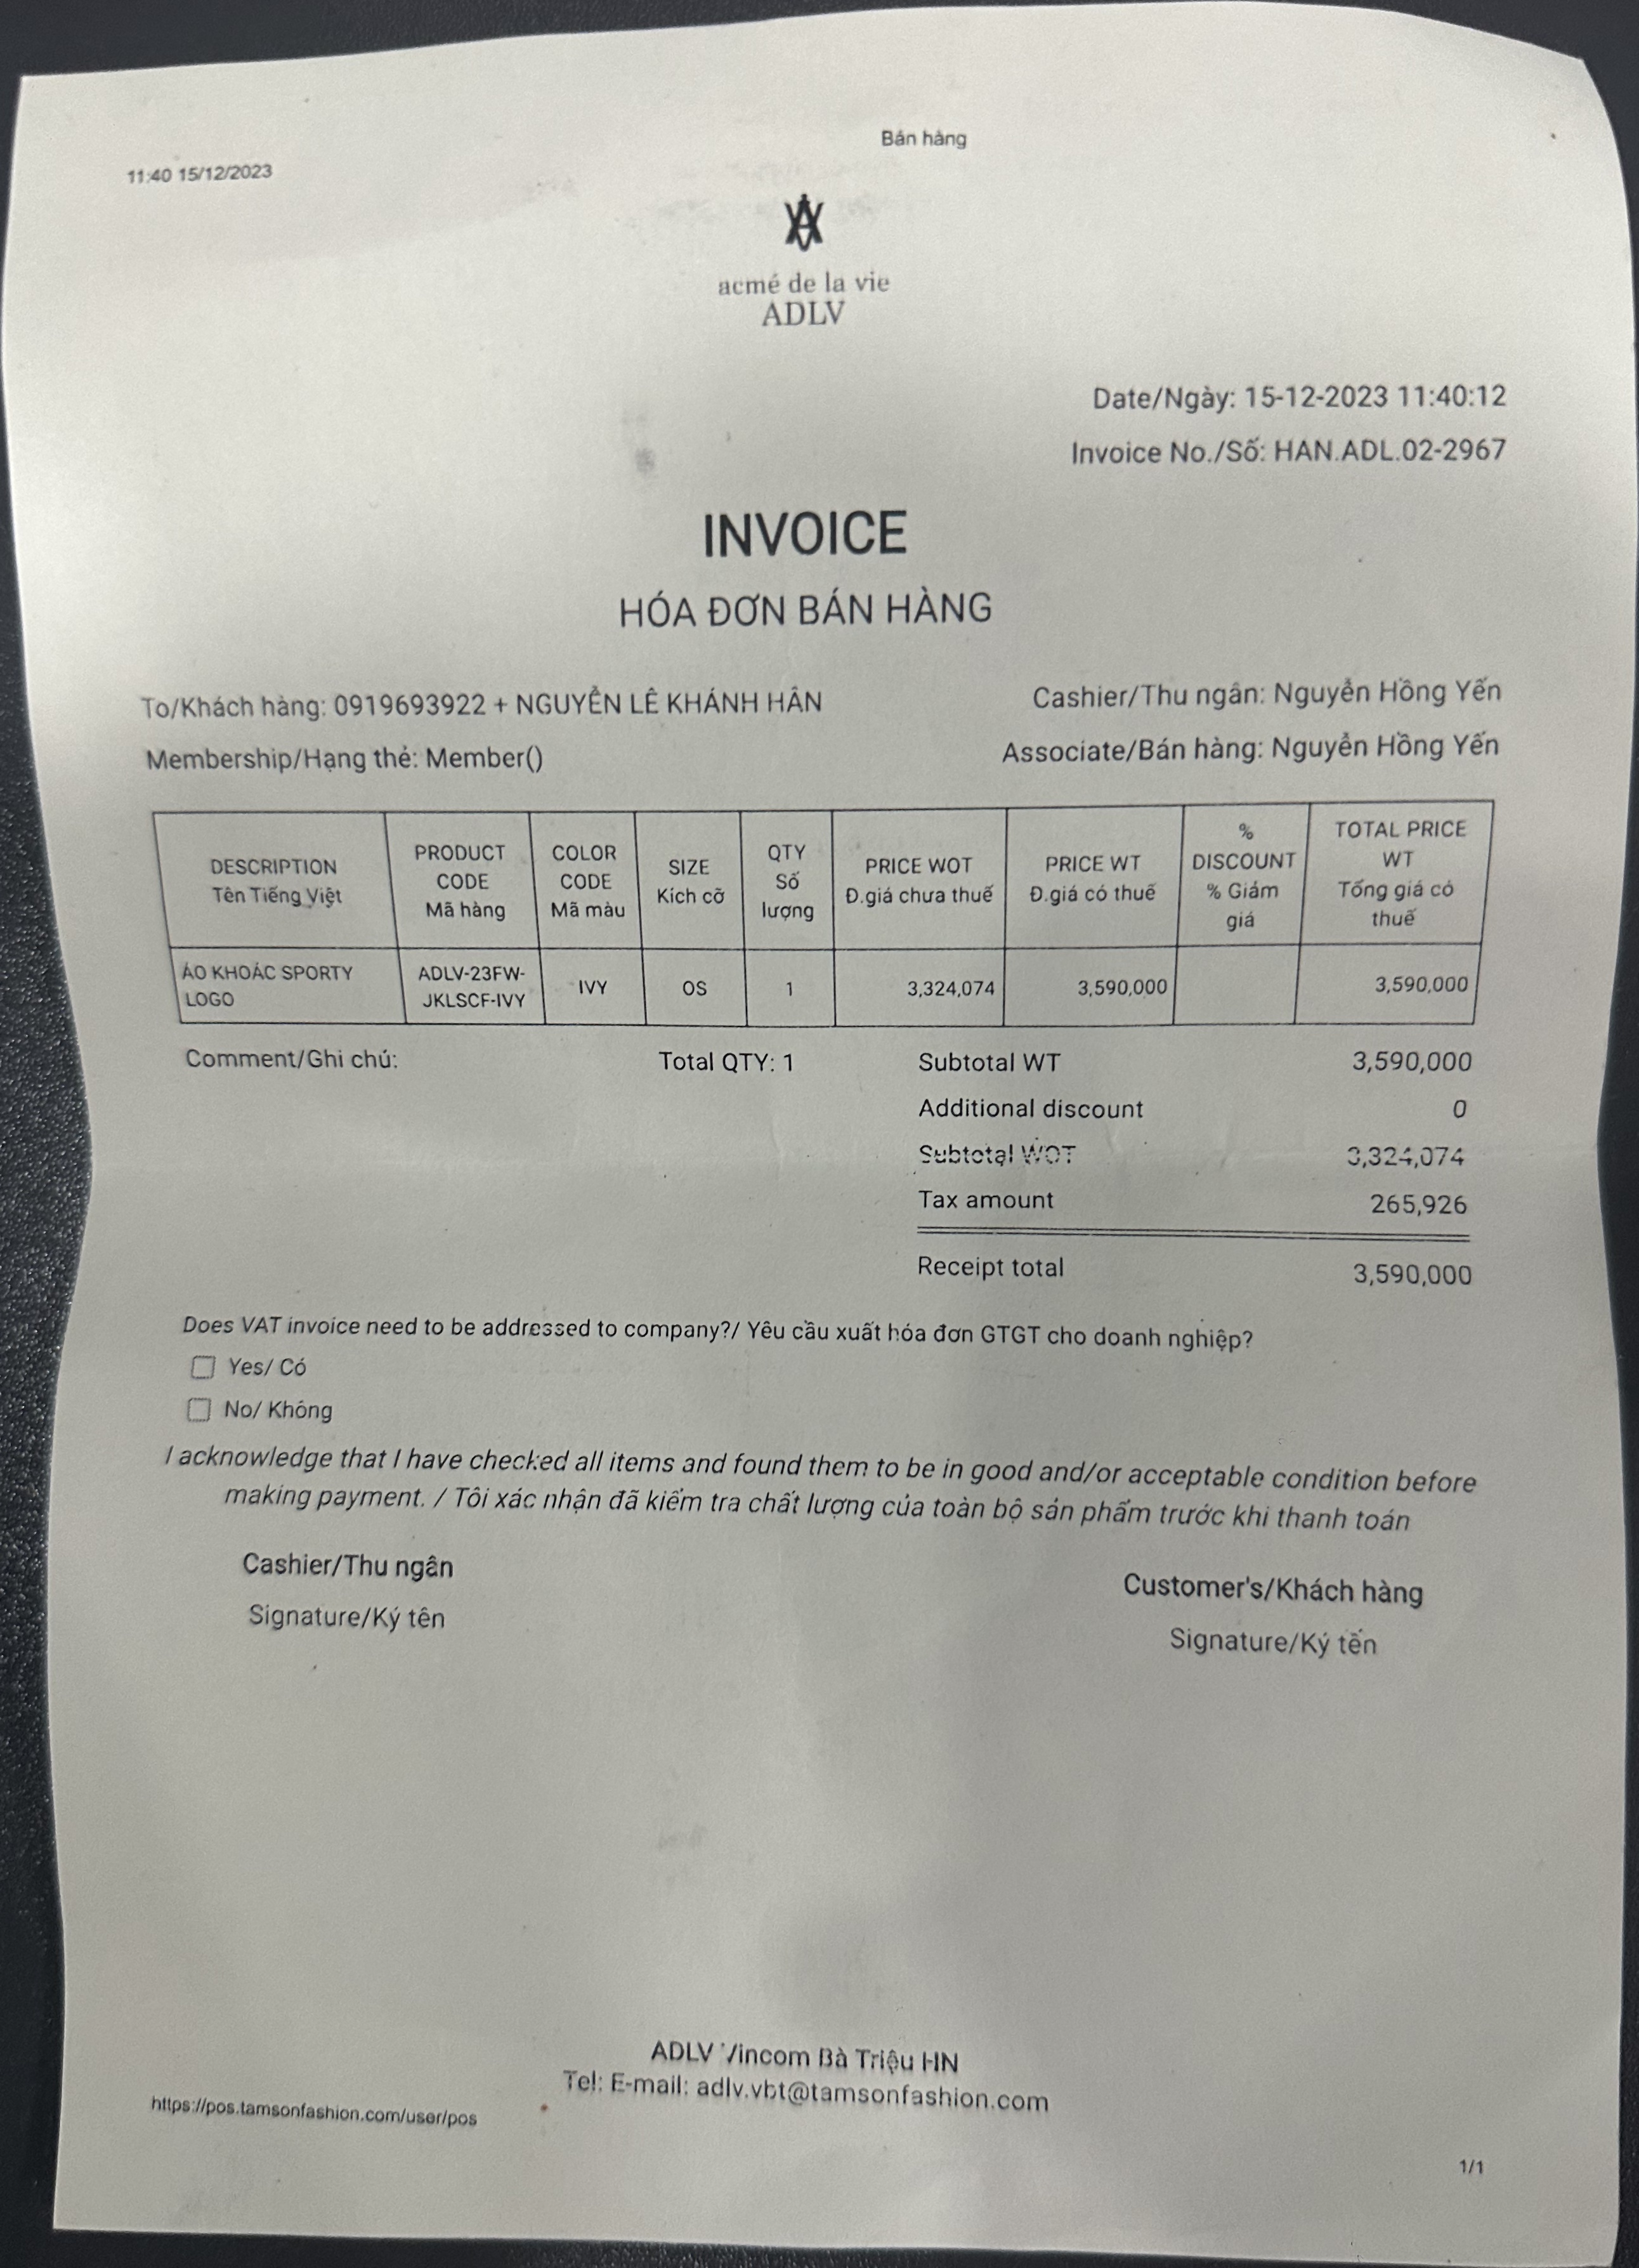 Bán hàng
11:40 15/12/2023
acmé de la vie
ADLV
Date/Ngày: 15-12-2023 11:40:12
Invoice No./Số: HAN.ADL.02-2967
INVOICE
HÓA ĐƠN BÁN HÀNG
To/Khách hàng: 0919693922 + NGUYỄN LÊ KHÁNH HÂN
Cashier/Thu ngân: Nguyễn Hồng Yến
Membership/Hạng thẻ: Member()
Associate/Bán hàng: Nguyễn Hồng Yến
DESCRIPTION
Tên Tiếng Việt
PRODUCT
CODE
Mã hàng
COLOR
CODE
Mã màu
SIZE
Kích cỡ
QTY
Số
lượng
PRICE WOT
Đ.giá chưa thuế
PRICE WT
Đ.giá có thuế
%
DISCOUNT
% Giảm
giá
TOTAL PRICE
WT
Tổng giá có
thuế
ÁO KHOÁC SPORTY
LOGO
ADLV-23FW-
JKLSCF-IVY
IVY
OS
1
3,324,074
3,590,000
3,590,000
Comment/Ghi chú:
Total QTY: 1
Subtotal WT 3,590,000
Additional discount 0
Subtotal WOT 3,324,074
Tax amount 265,926
Receipt total 3,590,000
Does VAT invoice need to be addressed to company?/ Yêu cầu xuất hóa đơn GTGT cho doanh nghiệp?
Yes/ Có
No/ Không
I acknowledge that I have checked all items and found them to be in good and/or acceptable condition before
making payment. / Tôi xác nhận đã kiểm tra chất lượng của toàn bộ sản phẩm trước khi thanh toán
Cashier/Thu ngân
Signature/Ký tên
Customer's/Khách hàng
Signature/Ký tên
ADLV Vincom Bà Triệu HN
Tel: E-mail: adlv.vbt@tamsonfashion.com
https://pos.tamsonfashion.com/user/pos
1/1